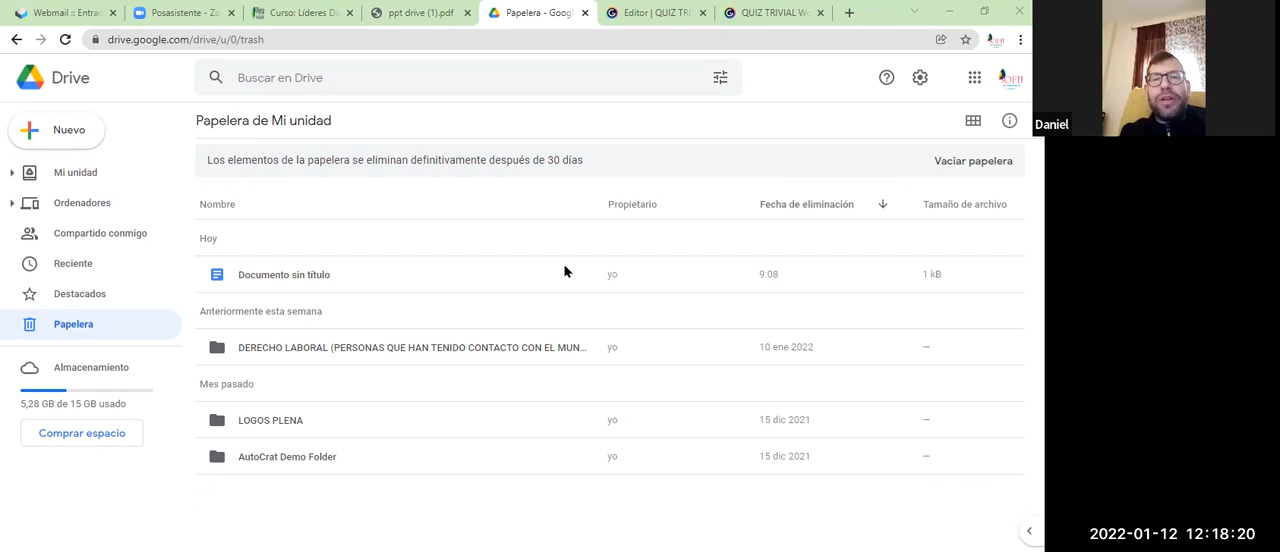 Webmail :: Entrad
Posasistente - Zo
Curso: Líderes Di
ppt drive (1).pdf
Papelera - Googl
Editor | QUIZ TRI
QUIZ TRIVIAL W
drive.google.com/drive/u/0/trash
Drive
Buscar en Drive
Daniel
Nuevo
Papelera de Mi unidad
Los elementos de la papelera se eliminan definitivamente después de 30 días
Vaciar papelera
Mi unidad
Ordenadores
Compartido conmigo
Reciente
Destacados
Papelera
Almacenamiento
5,28 GB de 15 GB usado
Comprar espacio
Nombre Propietario Fecha de eliminación Tamaño de archivo
Hoy
Documento sin título yo 9:08 1 kB
Anteriormente esta semana
DERECHO LABORAL (PERSONAS QUE HAN TENIDO CONTACTO CON EL MUN... yo 10 ene 2022 —
Mes pasado
LOGOS PLENA yo 15 dic 2021 —
AutoCrat Demo Folder yo 15 dic 2021 —
2022-01-12 12:18:20